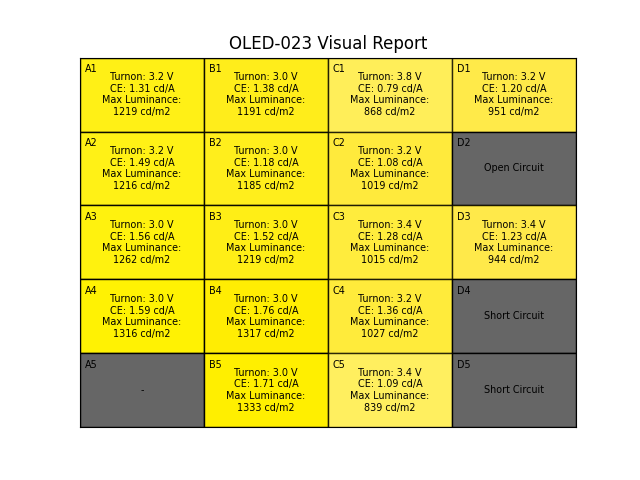 OLED-023 Visual Report
A1
Turnon: 3.2 V
CE: 1.31 cd/A
Max Luminance:
1219 cd/m2
B1
Turnon: 3.0 V
CE: 1.38 cd/A
Max Luminance:
1191 cd/m2
C1
Turnon: 3.8 V
CE: 0.79 cd/A
Max Luminance:
868 cd/m2
D1
Turnon: 3.2 V
CE: 1.20 cd/A
Max Luminance:
951 cd/m2
A2
Turnon: 3.2 V
CE: 1.49 cd/A
Max Luminance:
1216 cd/m2
B2
Turnon: 3.0 V
CE: 1.18 cd/A
Max Luminance:
1185 cd/m2
C2
Turnon: 3.2 V
CE: 1.08 cd/A
Max Luminance:
1019 cd/m2
D2
Open Circuit
A3
Turnon: 3.0 V
CE: 1.56 cd/A
Max Luminance:
1262 cd/m2
B3
Turnon: 3.0 V
CE: 1.52 cd/A
Max Luminance:
1219 cd/m2
C3
Turnon: 3.4 V
CE: 1.28 cd/A
Max Luminance:
1015 cd/m2
D3
Turnon: 3.4 V
CE: 1.23 cd/A
Max Luminance:
944 cd/m2
A4
Turnon: 3.0 V
CE: 1.59 cd/A
Max Luminance:
1316 cd/m2
B4
Turnon: 3.0 V
CE: 1.76 cd/A
Max Luminance:
1317 cd/m2
C4
Turnon: 3.2 V
CE: 1.36 cd/A
Max Luminance:
1027 cd/m2
D4
Short Circuit
A5
-
B5
Turnon: 3.0 V
CE: 1.71 cd/A
Max Luminance:
1333 cd/m2
C5
Turnon: 3.4 V
CE: 1.09 cd/A
Max Luminance:
839 cd/m2
D5
Short Circuit